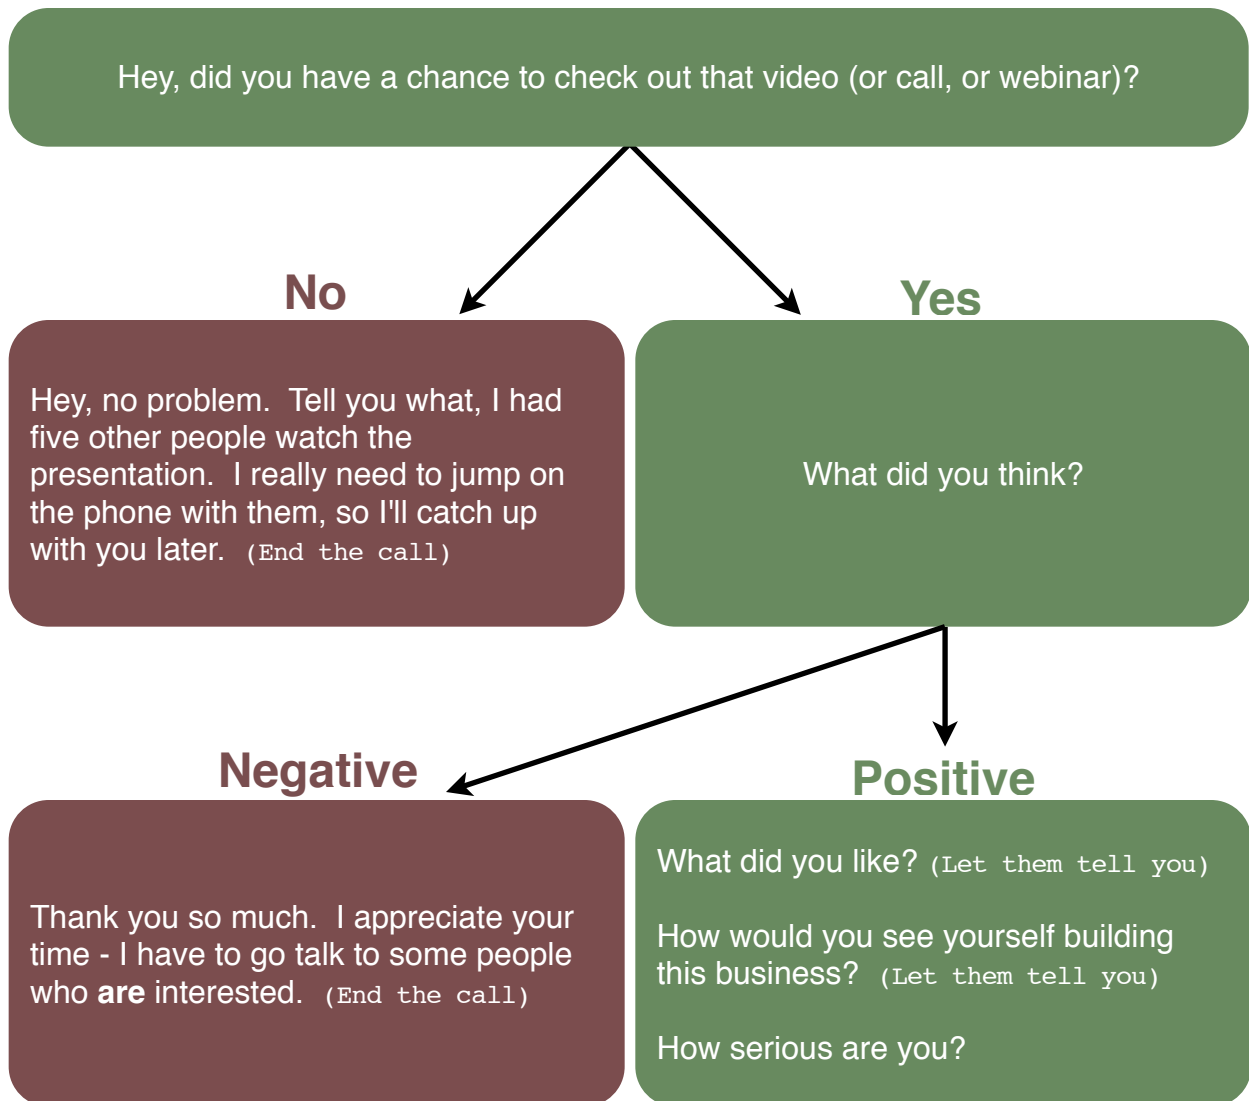 Hey, did you have a chance to check out that video (or call, or webinar)?
No
Yes
Hey, no problem.  Tell you what, I had
five other people watch the
presentation.  I really need to jump on
the phone with them, so I'll catch up
with you later.  (End the call)
What did you think?
Negative
Positive
Thank you so much.  I appreciate your
time - I have to go talk to some people
who are interested.  (End the call)
What did you like? (Let them tell you)
How would you see yourself building
this business?  (Let them tell you)
How serious are you?